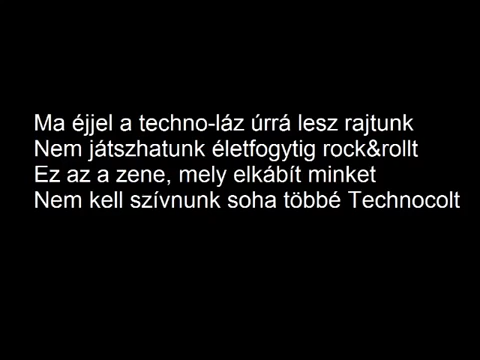 Ma éjjel a techno-láz úrrá lesz rajtunk
Nem játszhatunk életfogytig rock&rollt
Ez az a zene, mely elkábít minket
Nem kell szívnunk soha többé Technocolt